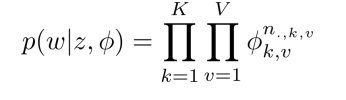 p(w|z, ϕ) = ∏_{k=1}^{K} ∏_{v=1}^{V} ϕ_{k,v}^{n_{.,k,v}}